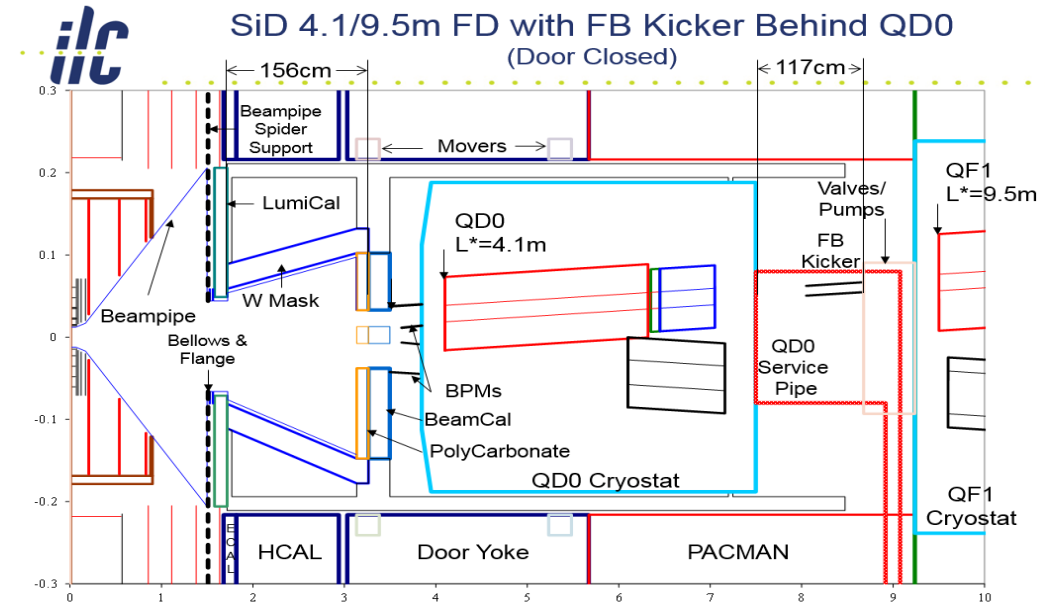 ilc
SiD 4.1/9.5m FD with FB Kicker Behind QD0
(Door Closed)
156cm
117cm
0.3
Beampipe
Spider
Support
Movers
0.2
LumiCal
QD0
L*=4.1m
Valves/
Pumps
QF1
L*=9.5m
FB
Kicker
0.1
W Mask
Beampipe
0
Bellows &
Flange
QD0
Service
Pipe
BPMs
BeamCal
-0.1
PolyCarbonate
QD0 Cryostat
-0.2
QF1
Cryostat
ECAL
HCAL
Door Yoke
PACMAN
-0.3
0 1 2 3 4 5 6 7 8 9 10